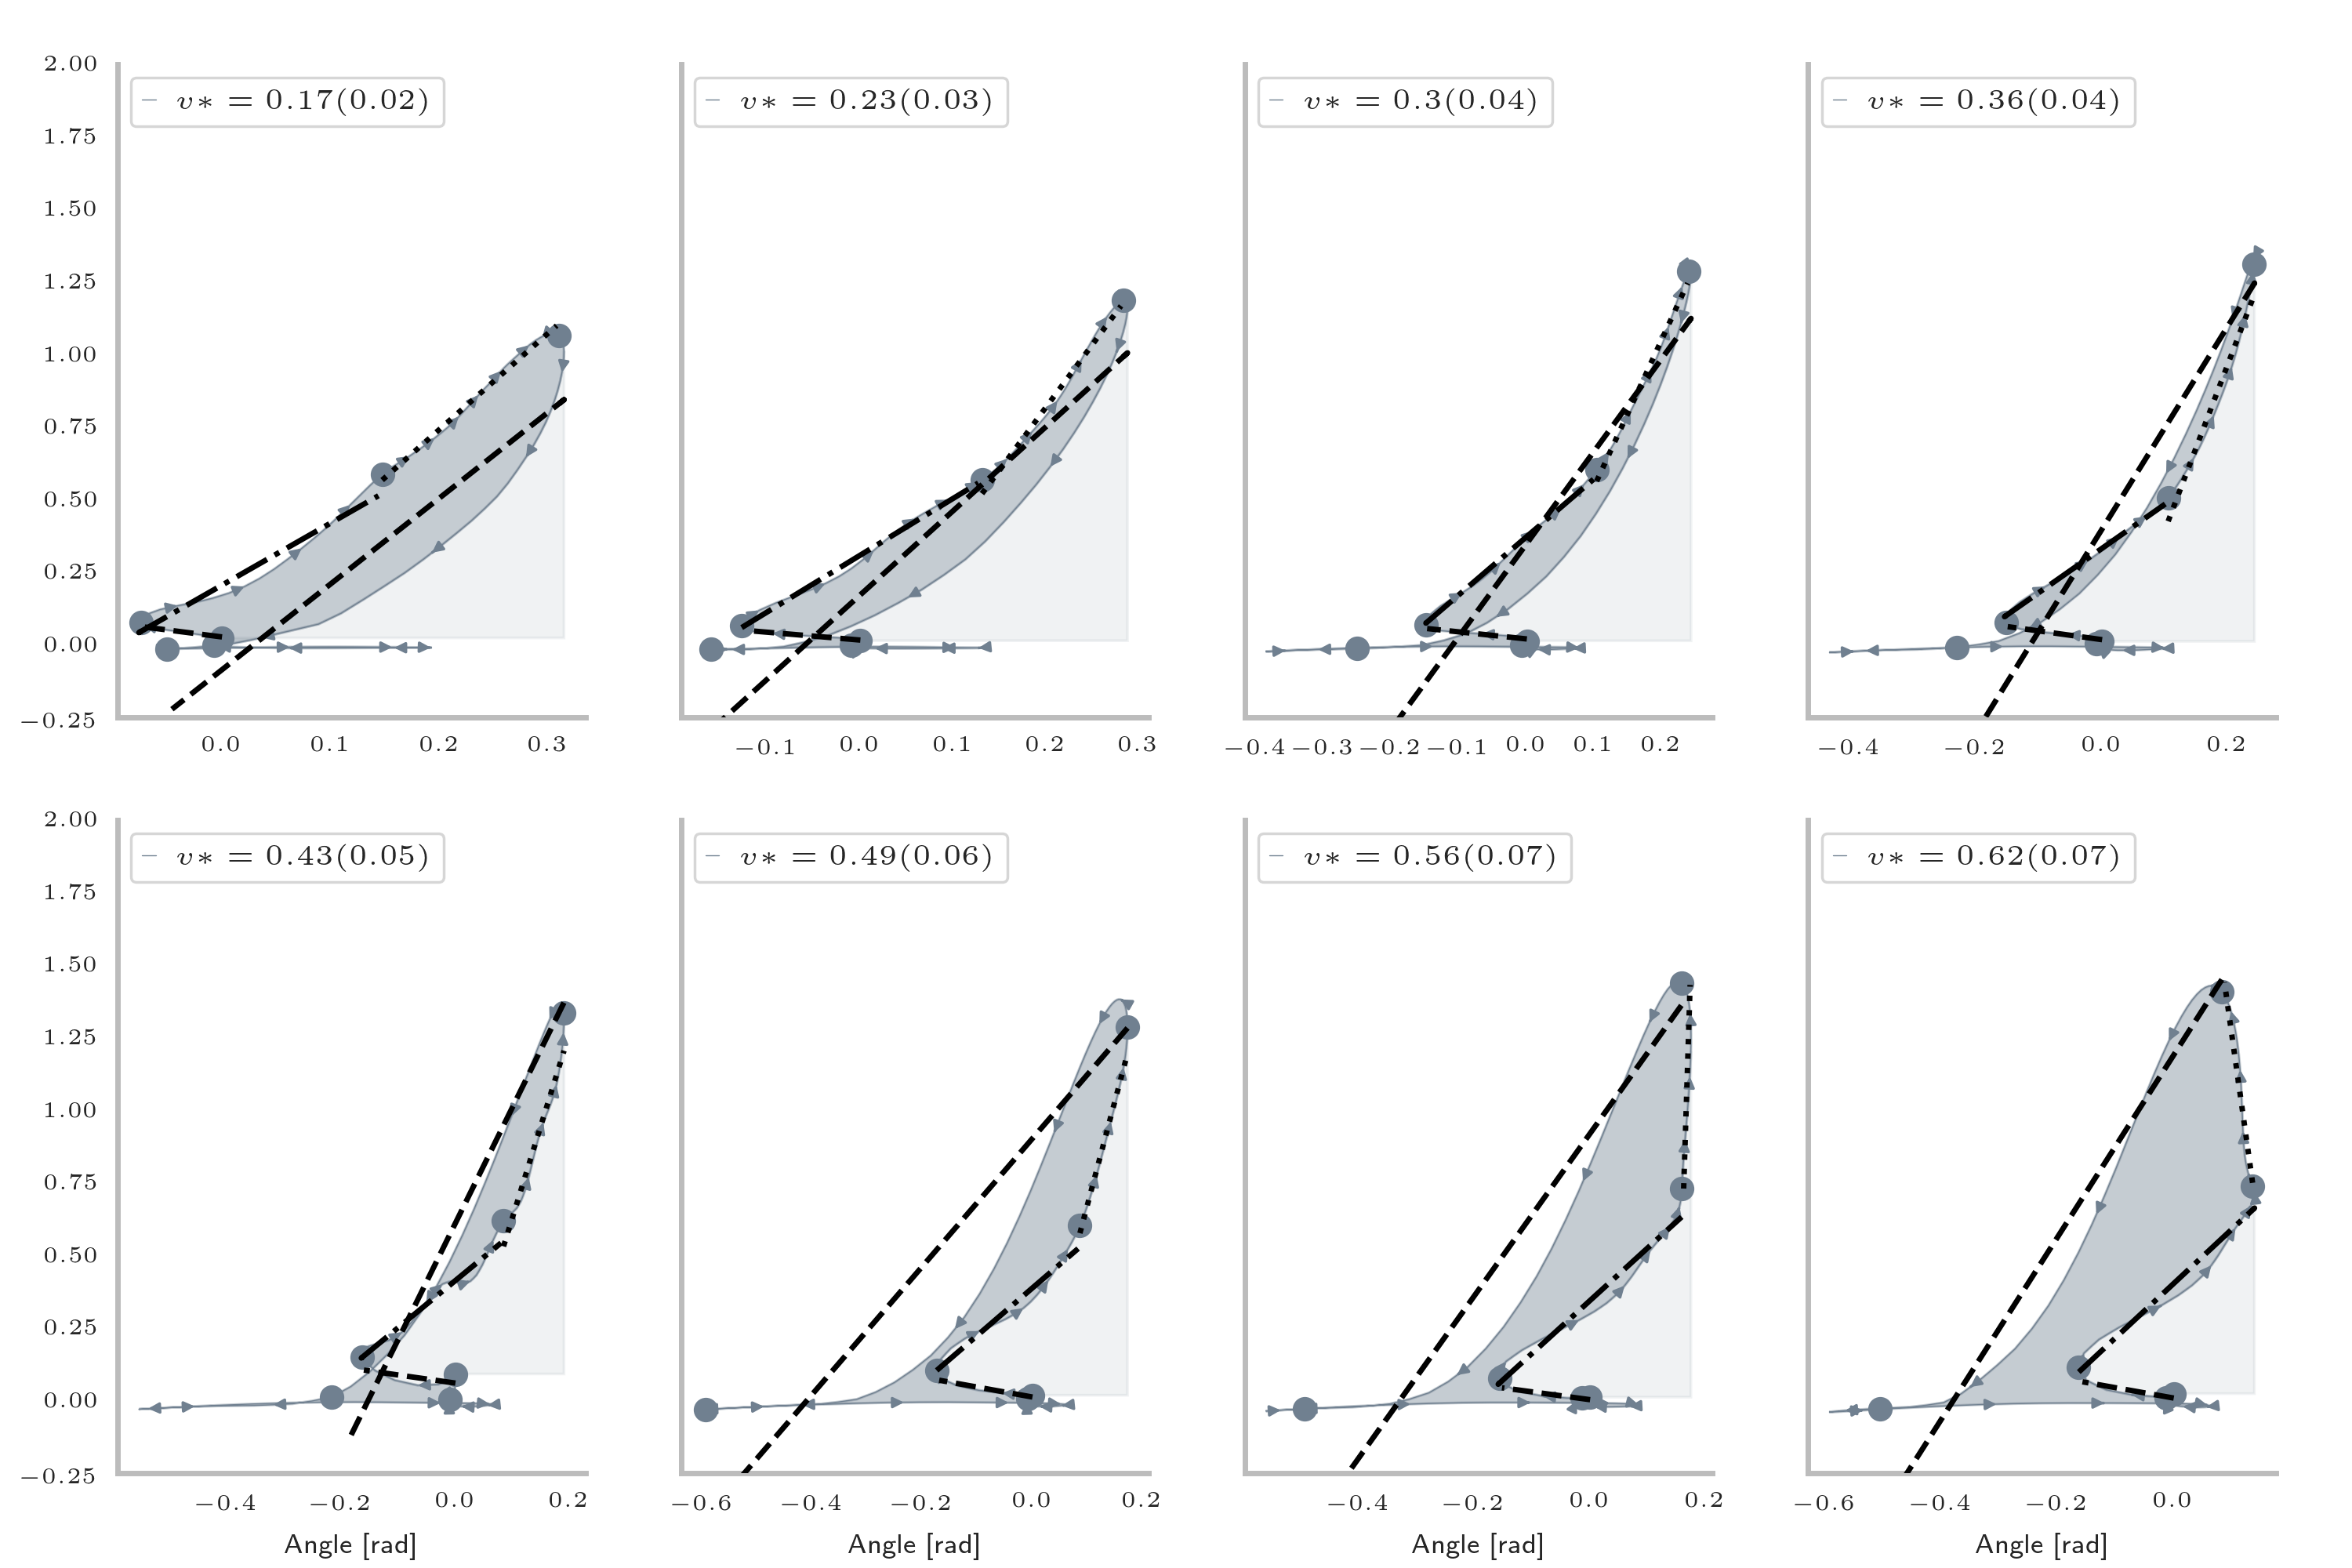 2.00
1.75
1.50
1.25
1.00
0.75
0.50
0.25
0.00
−0.25
v∗ = 0.17(0.02)
0.0 0.1 0.2 0.3
v∗ = 0.23(0.03)
−0.1 0.0 0.1 0.2 0.3
v∗ = 0.3(0.04)
−0.4 −0.3 −0.2 −0.1 0.0 0.1 0.2
v∗ = 0.36(0.04)
−0.4 −0.2 0.0 0.2
2.00
1.75
1.50
1.25
1.00
0.75
0.50
0.25
0.00
−0.25
v∗ = 0.43(0.05)
−0.4 −0.2 0.0 0.2
Angle [rad]
v∗ = 0.49(0.06)
−0.6 −0.4 −0.2 0.0 0.2
Angle [rad]
v∗ = 0.56(0.07)
−0.4 −0.2 0.0 0.2
Angle [rad]
v∗ = 0.62(0.07)
−0.6 −0.4 −0.2 0.0
Angle [rad]